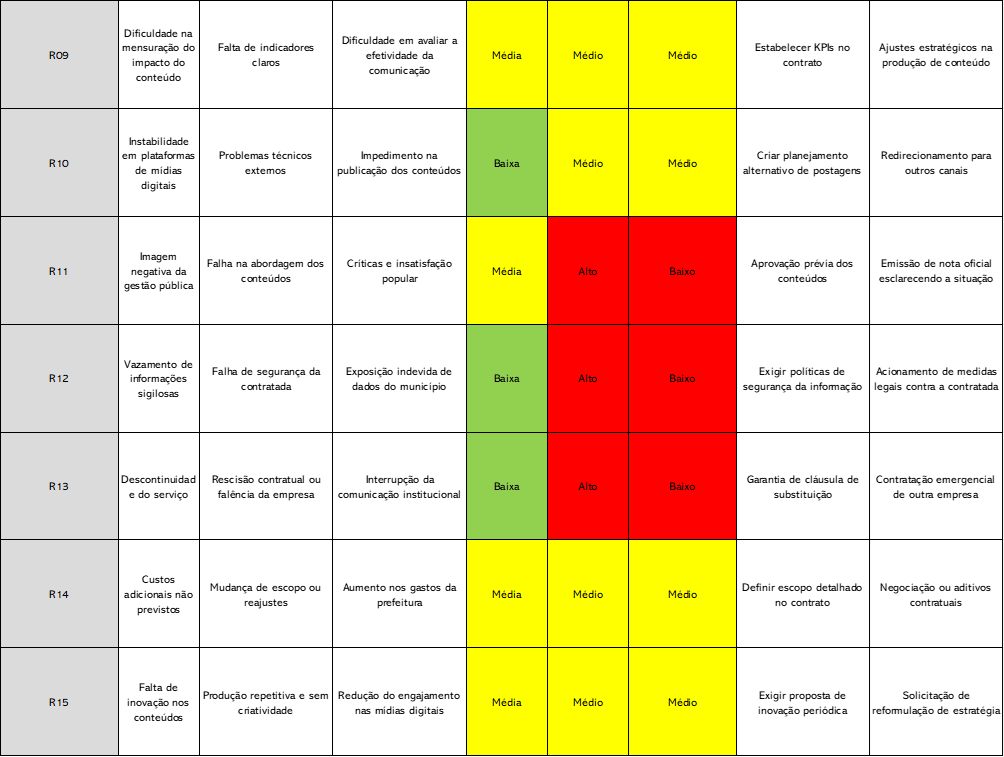 R09
Dificuldade na
mensuração do
impacto do
conteúdo
Falta de indicadores
claros
Dificuldade em avaliar a
efetividade da
comunicação
Média
Médio
Médio
Estabelecer KPIs no
contrato
Ajustes estratégicos na
produção de conteúdo
R10
Instabilidade
em plataformas
de mídias
digitais
Problemas técnicos
externos
Impedimento na
publicação dos conteúdos
Baixa
Médio
Médio
Criar planejamento
alternativo de postagens
Redirecionamento para
outros canais
R11
Imagem
negativa da
gestão pública
Falha na abordagem dos
conteúdos
Críticas e insatisfação
popular
Média
Alto
Baixo
Aprovação prévia dos
conteúdos
Emissão de nota oficial
esclarecendo a situação
R12
Vazamento de
informações
sigilosas
Falha de segurança da
contratada
Exposição indevida de
dados do município
Baixa
Alto
Baixo
Exigir políticas de
segurança da informação
Acionamento de medidas
legais contra a contratada
R13
Descontinuidad
e do serviço
Rescisão contratual ou
falência da empresa
Interrupção da
comunicação institucional
Baixa
Alto
Baixo
Garantia de cláusula de
substituição
Contratação emergencial
de outra empresa
R14
Custos
adicionais não
previstos
Mudança de escopo ou
reajustes
Aumento nos gastos da
prefeitura
Média
Médio
Médio
Definir escopo detalhado
no contrato
Negociação ou aditivos
contratuais
R15
Falta de
inovação nos
conteúdos
Produção repetitiva e sem
criatividade
Redução do engajamento
nas mídias digitais
Média
Médio
Médio
Exigir proposta de
inovação periódica
Solicitação de
reformulação de estratégia